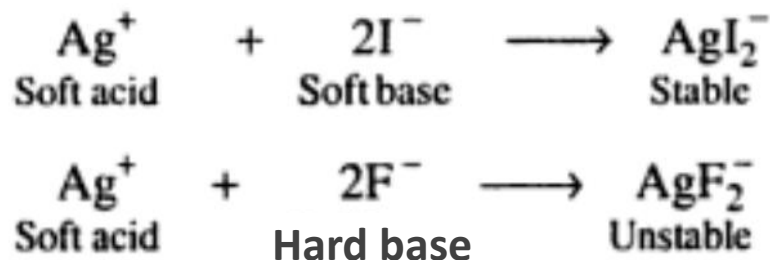 Ag⁺ + 2I⁻ ⟶ AgI₂⁻
Soft acid Soft base Stable
Ag⁺ + 2F⁻ ⟶ AgF₂⁻
Soft acid Hard base Unstable